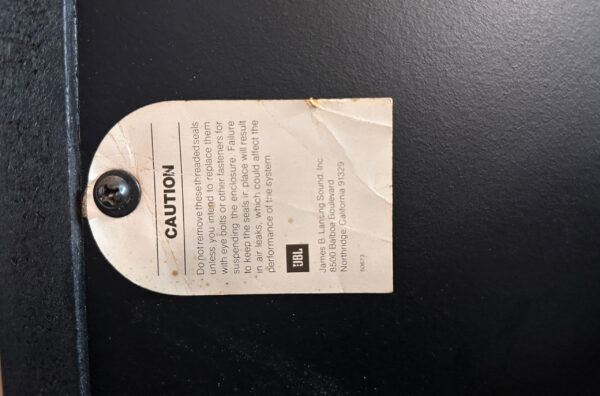 CAUTION
Do not remove these threaded seals
unless you intend to replace them
with eye bolts or other fasteners for
suspending the enclosure. Failure
to keep the seals in place will result
in air leaks, which could affect the
performance of the system
JBL
James B. Lansing Sound, Inc.
8500 Balboa Boulevard
Northridge, California 91329
50673